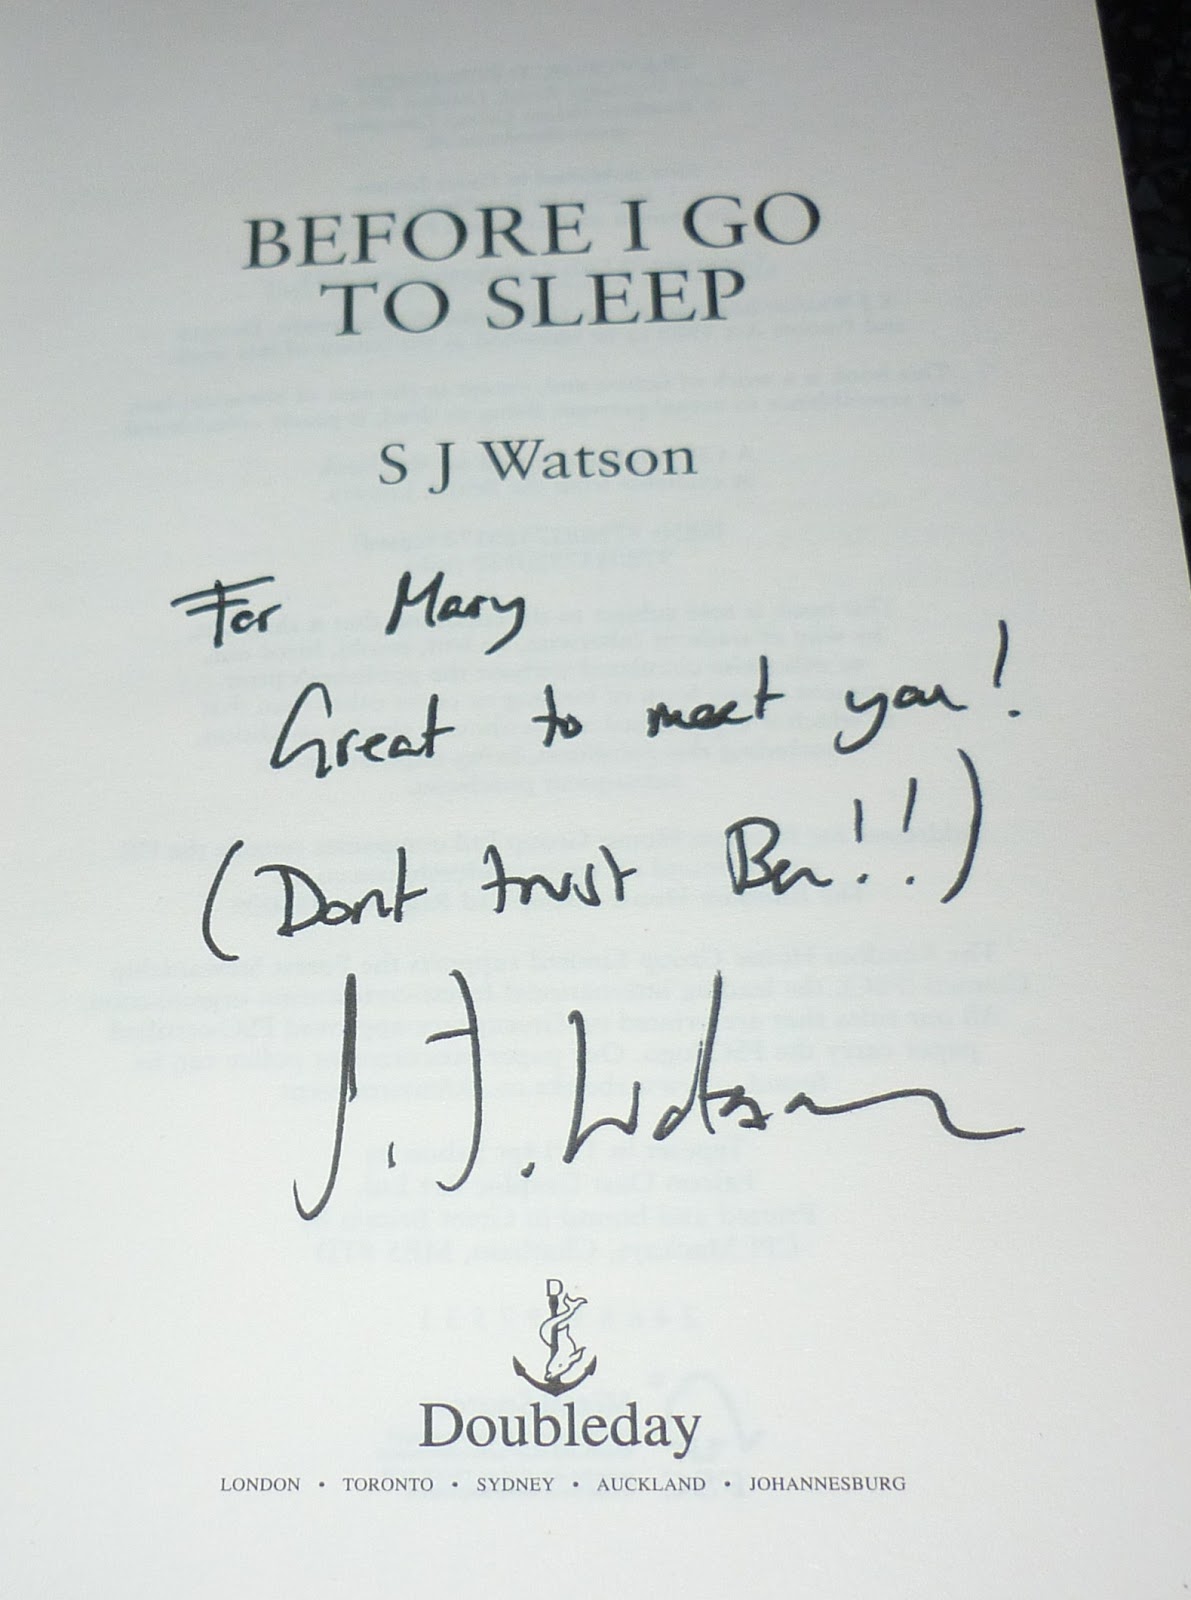 BEFORE I GO
TO SLEEP
S J Watson
For Mary
Great to meet you!
(Dont trust Ben!!)
S. J. Watson
D
Doubleday
LONDON • TORONTO • SYDNEY • AUCKLAND • JOHANNESBURG